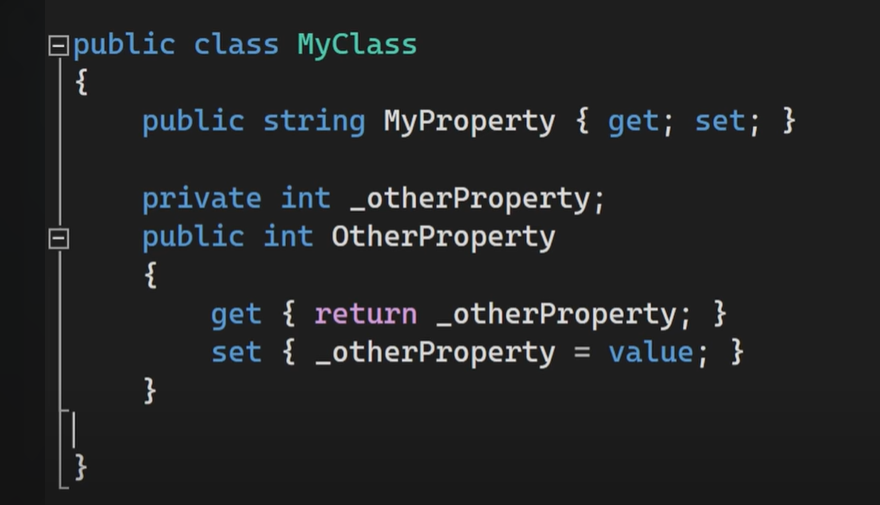 public class MyClass
{
    public string MyProperty { get; set; }

    private int _otherProperty;
    public int OtherProperty
    {
        get { return _otherProperty; }
        set { _otherProperty = value; }
    }

}